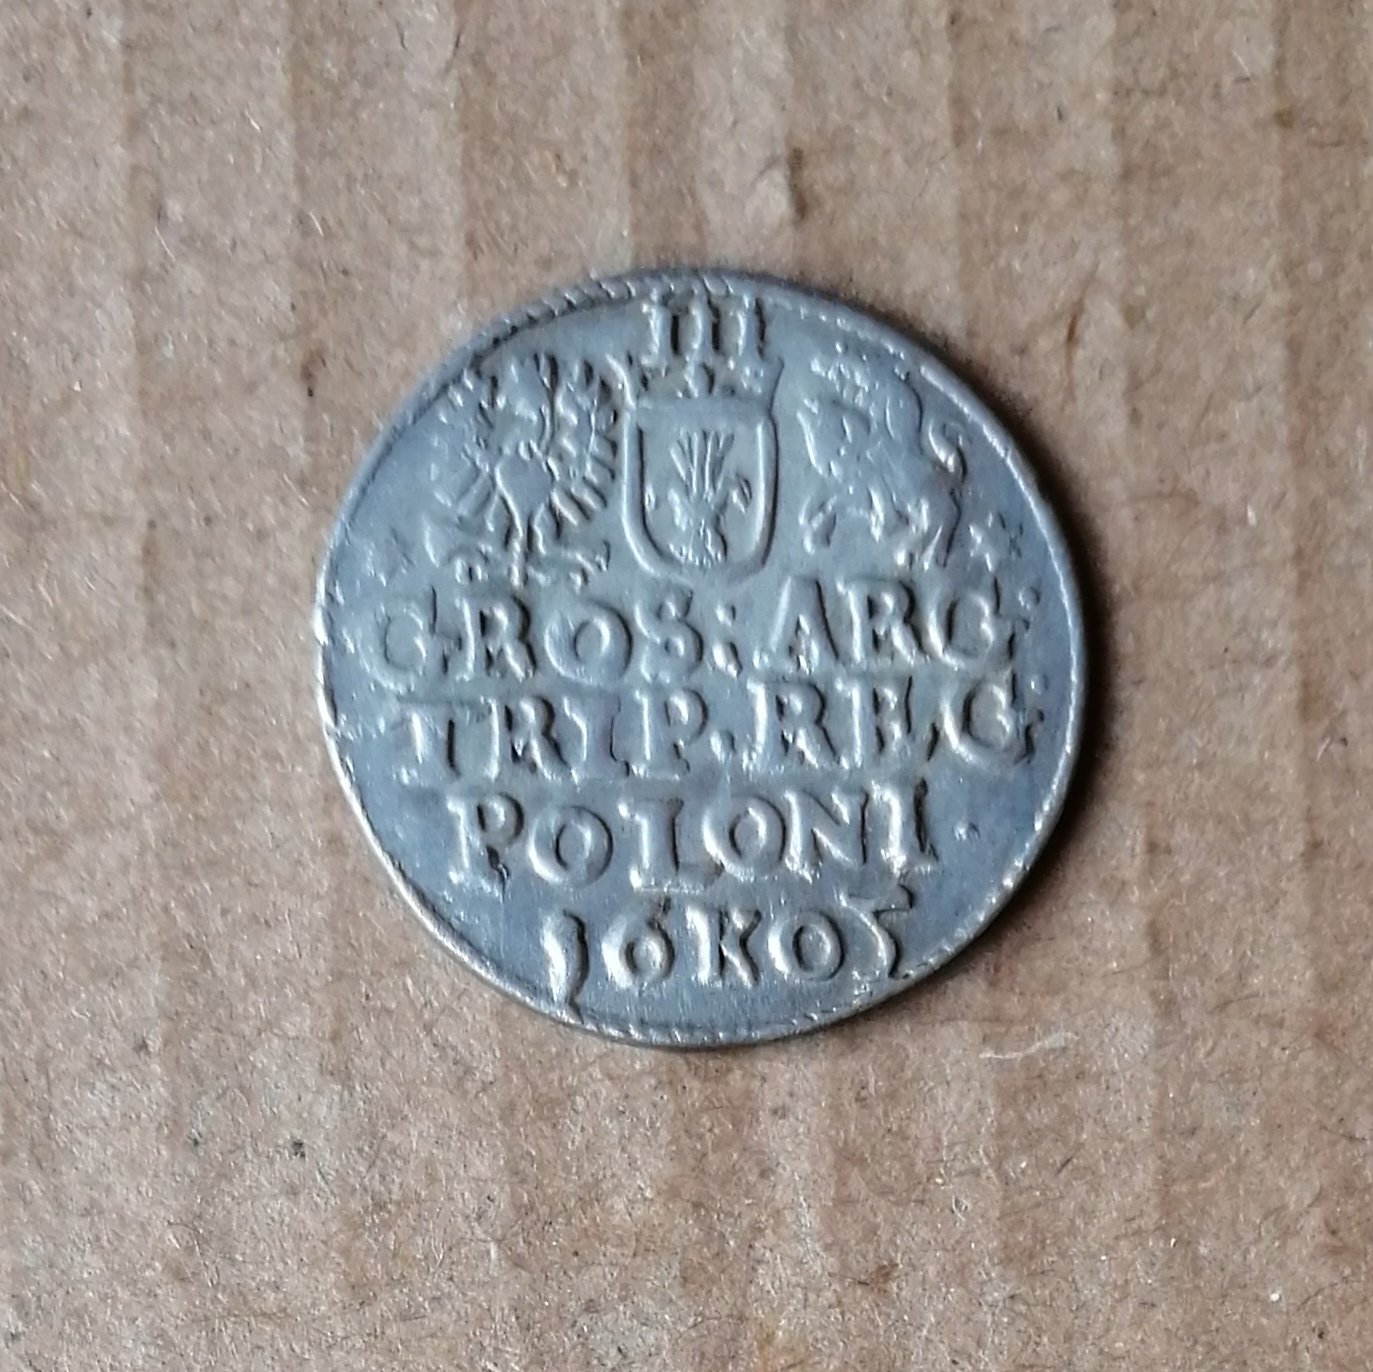 III
GROS: ARG:
TRIP. REG:
POLONI.
16K05